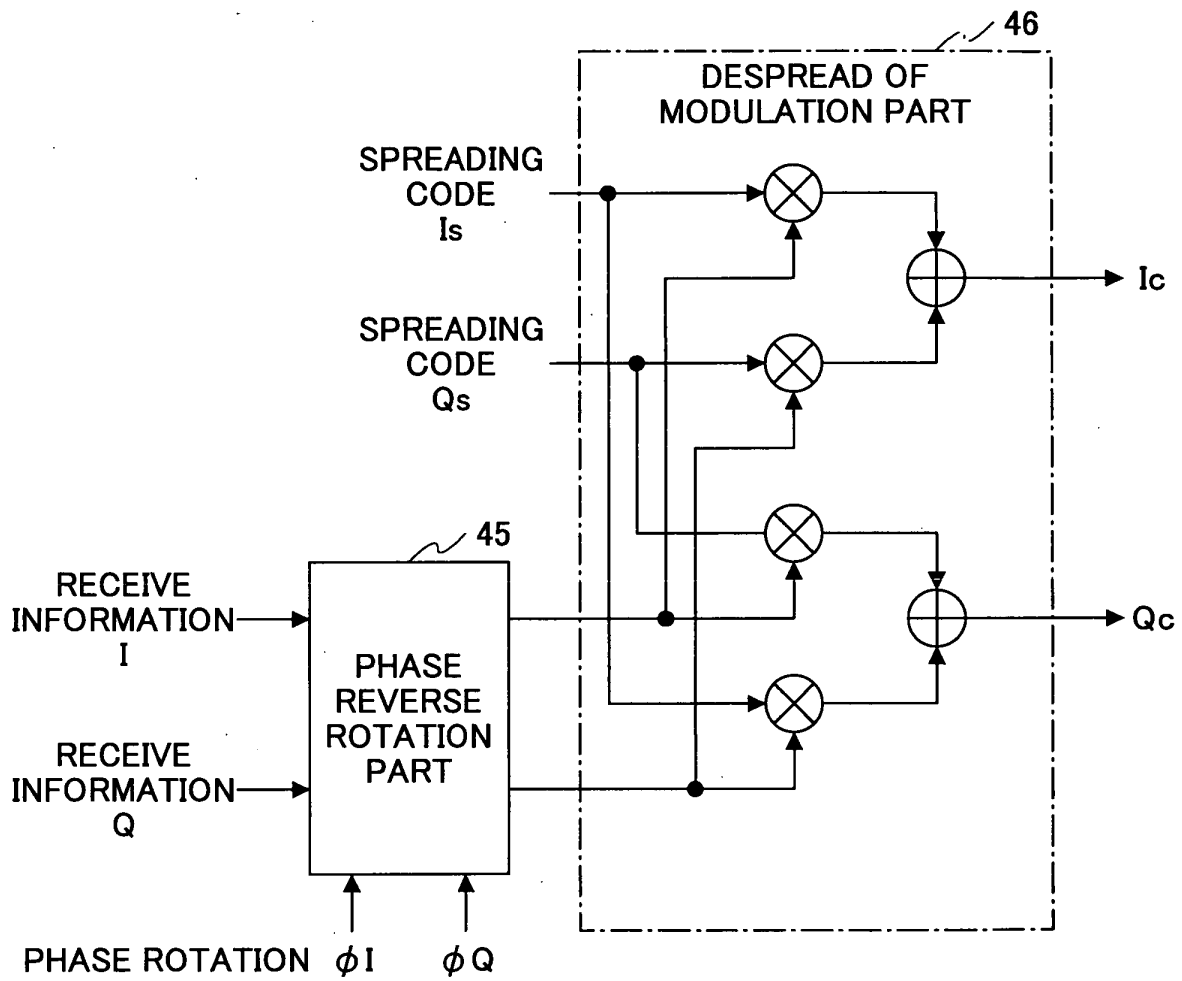 46
DESPREAD OF
MODULATION PART
SPREADING
CODE
Is
Ic
SPREADING
CODE
Qs
45
RECEIVE
INFORMATION
I
PHASE
REVERSE
ROTATION
PART
Qc
RECEIVE
INFORMATION
Q
PHASE ROTATION φI φQ